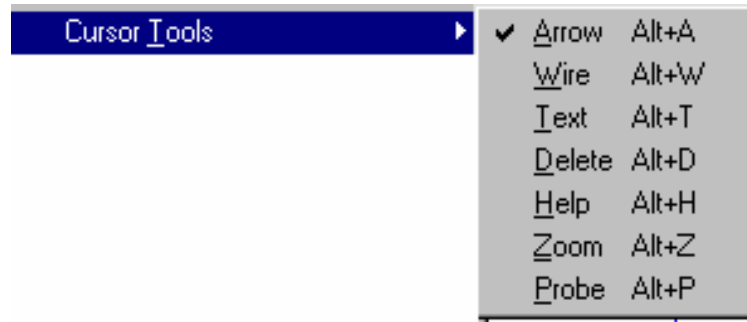 Cursor Tools
Arrow Alt+A
Wire Alt+W
Text Alt+T
Delete Alt+D
Help Alt+H
Zoom Alt+Z
Probe Alt+P